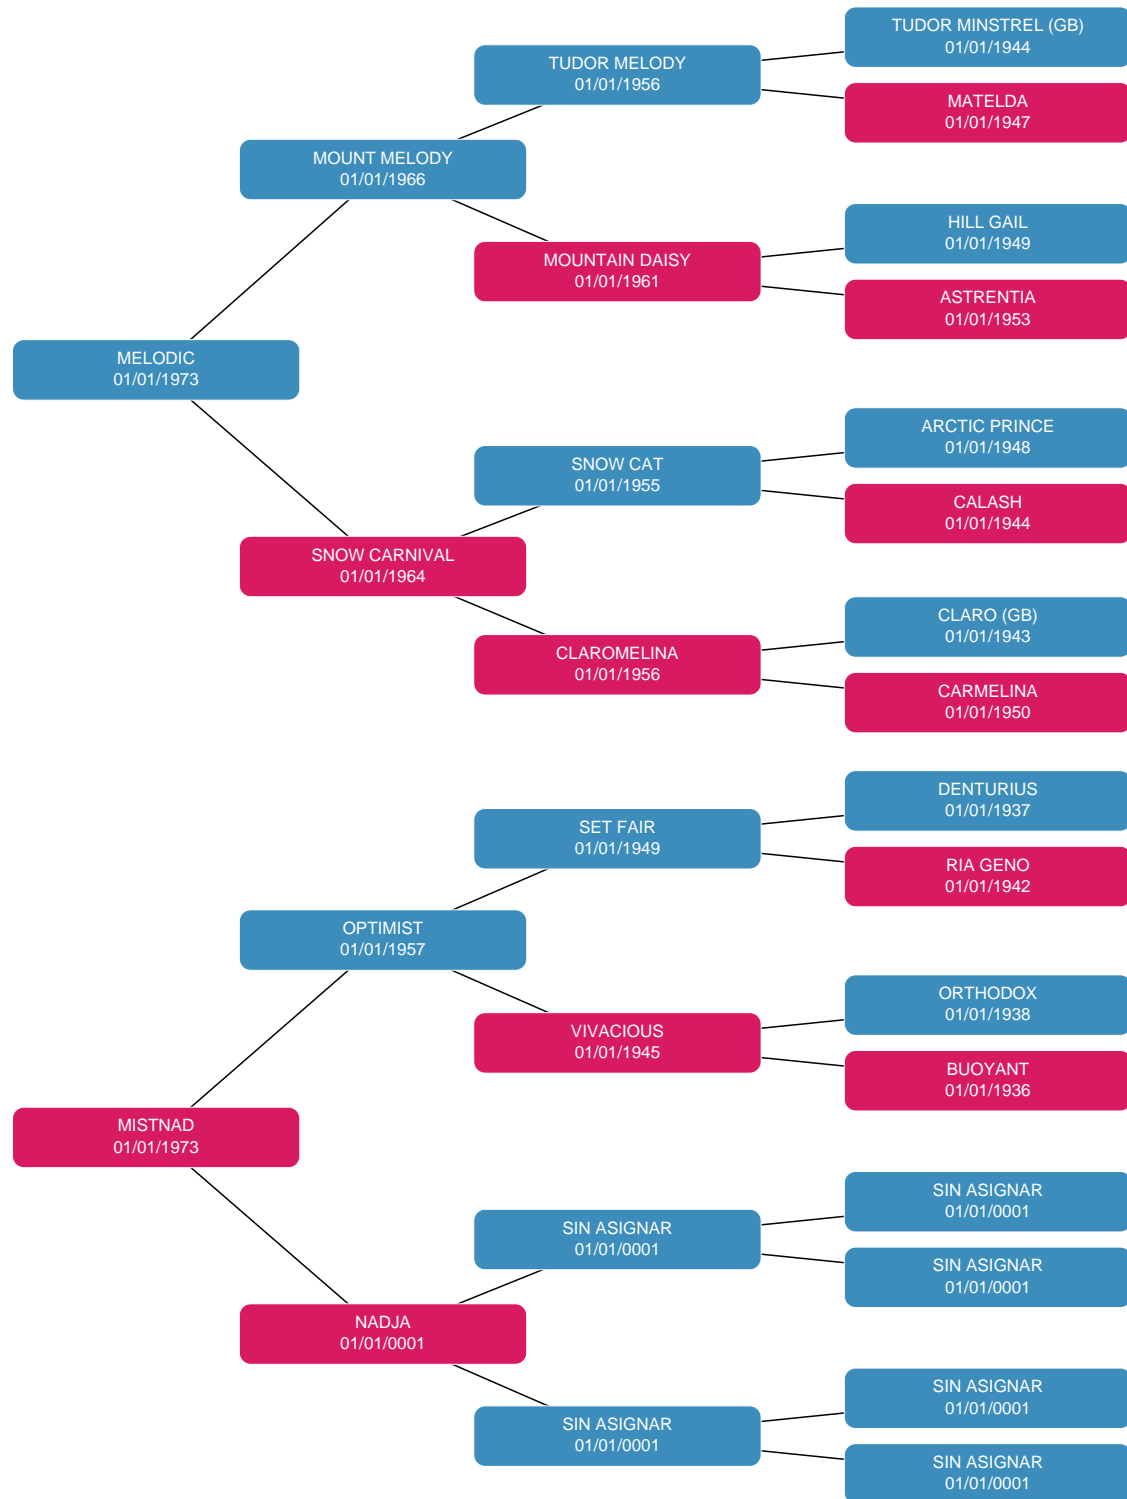 TUDOR MINSTREL (GB)
01/01/1944
TUDOR MELODY
01/01/1956
MATELDA
01/01/1947
MOUNT MELODY
01/01/1966
HILL GAIL
01/01/1949
MOUNTAIN DAISY
01/01/1961
ASTRENTIA
01/01/1953
MELODIC
01/01/1973
ARCTIC PRINCE
01/01/1948
SNOW CAT
01/01/1955
CALASH
01/01/1944
SNOW CARNIVAL
01/01/1964
CLARO (GB)
01/01/1943
CLAROMELINA
01/01/1956
CARMELINA
01/01/1950
DENTURIUS
01/01/1937
SET FAIR
01/01/1949
RIA GENO
01/01/1942
OPTIMIST
01/01/1957
ORTHODOX
01/01/1938
VIVACIOUS
01/01/1945
BUOYANT
01/01/1936
MISTNAD
01/01/1973
SIN ASIGNAR
01/01/0001
SIN ASIGNAR
01/01/0001
SIN ASIGNAR
01/01/0001
NADJA
01/01/0001
SIN ASIGNAR
01/01/0001
SIN ASIGNAR
01/01/0001
SIN ASIGNAR
01/01/0001